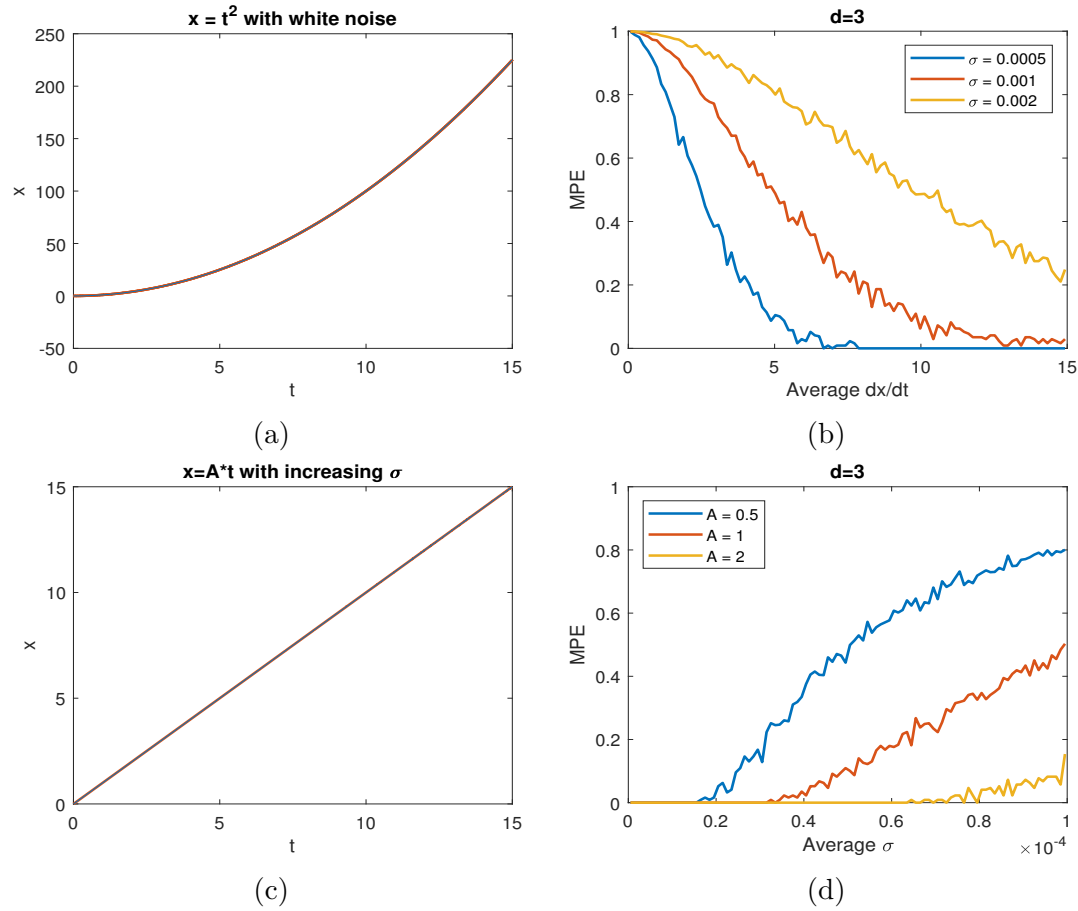 x = t² with white noise
250
200
150
100
50
0
-50
x
0 5 10 15
t
(a)
d=3
1
0.8
0.6
0.4
0.2
0
MPE
σ = 0.0005
σ = 0.001
σ = 0.002
0 5 10 15
Average dx/dt
(b)
x=A*t with increasing σ
15
10
5
0
x
0 5 10 15
t
(c)
d=3
1
0.8
0.6
0.4
0.2
0
MPE
A = 0.5
A = 1
A = 2
0 0.2 0.4 0.6 0.8 1
Average σ
×10⁻⁴
(d)